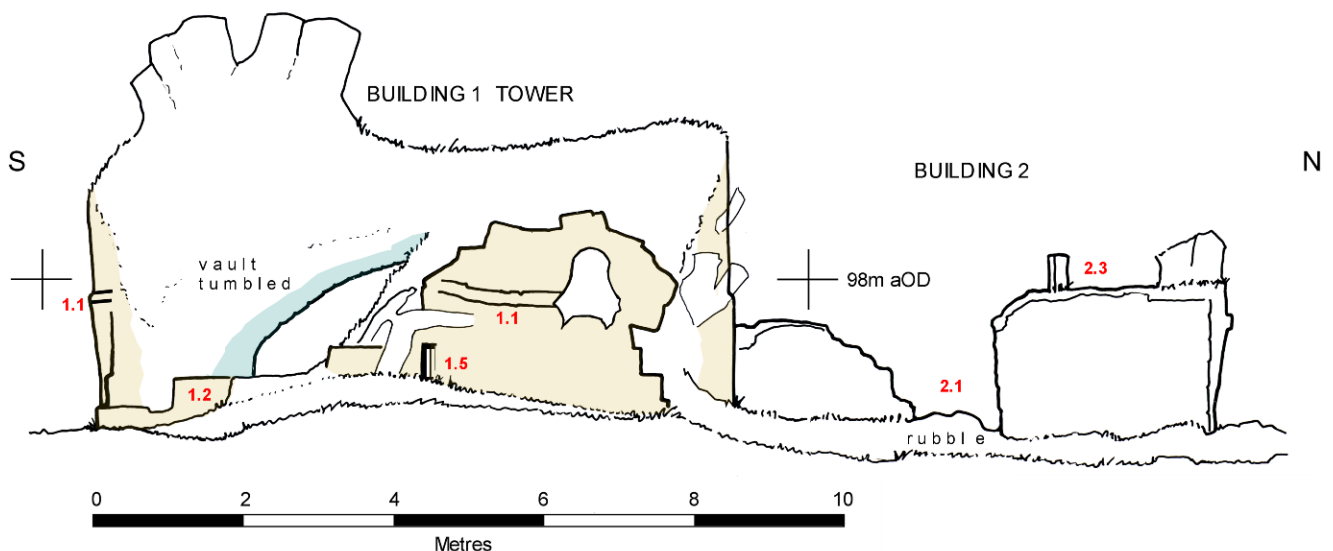 BUILDING 1 TOWER
S
N
BUILDING 2
vault
tumbled
98m aOD
2.3
1.1
1.1
1.5
1.2
2.1
rubble
0 2 4 6 8 10
Metres